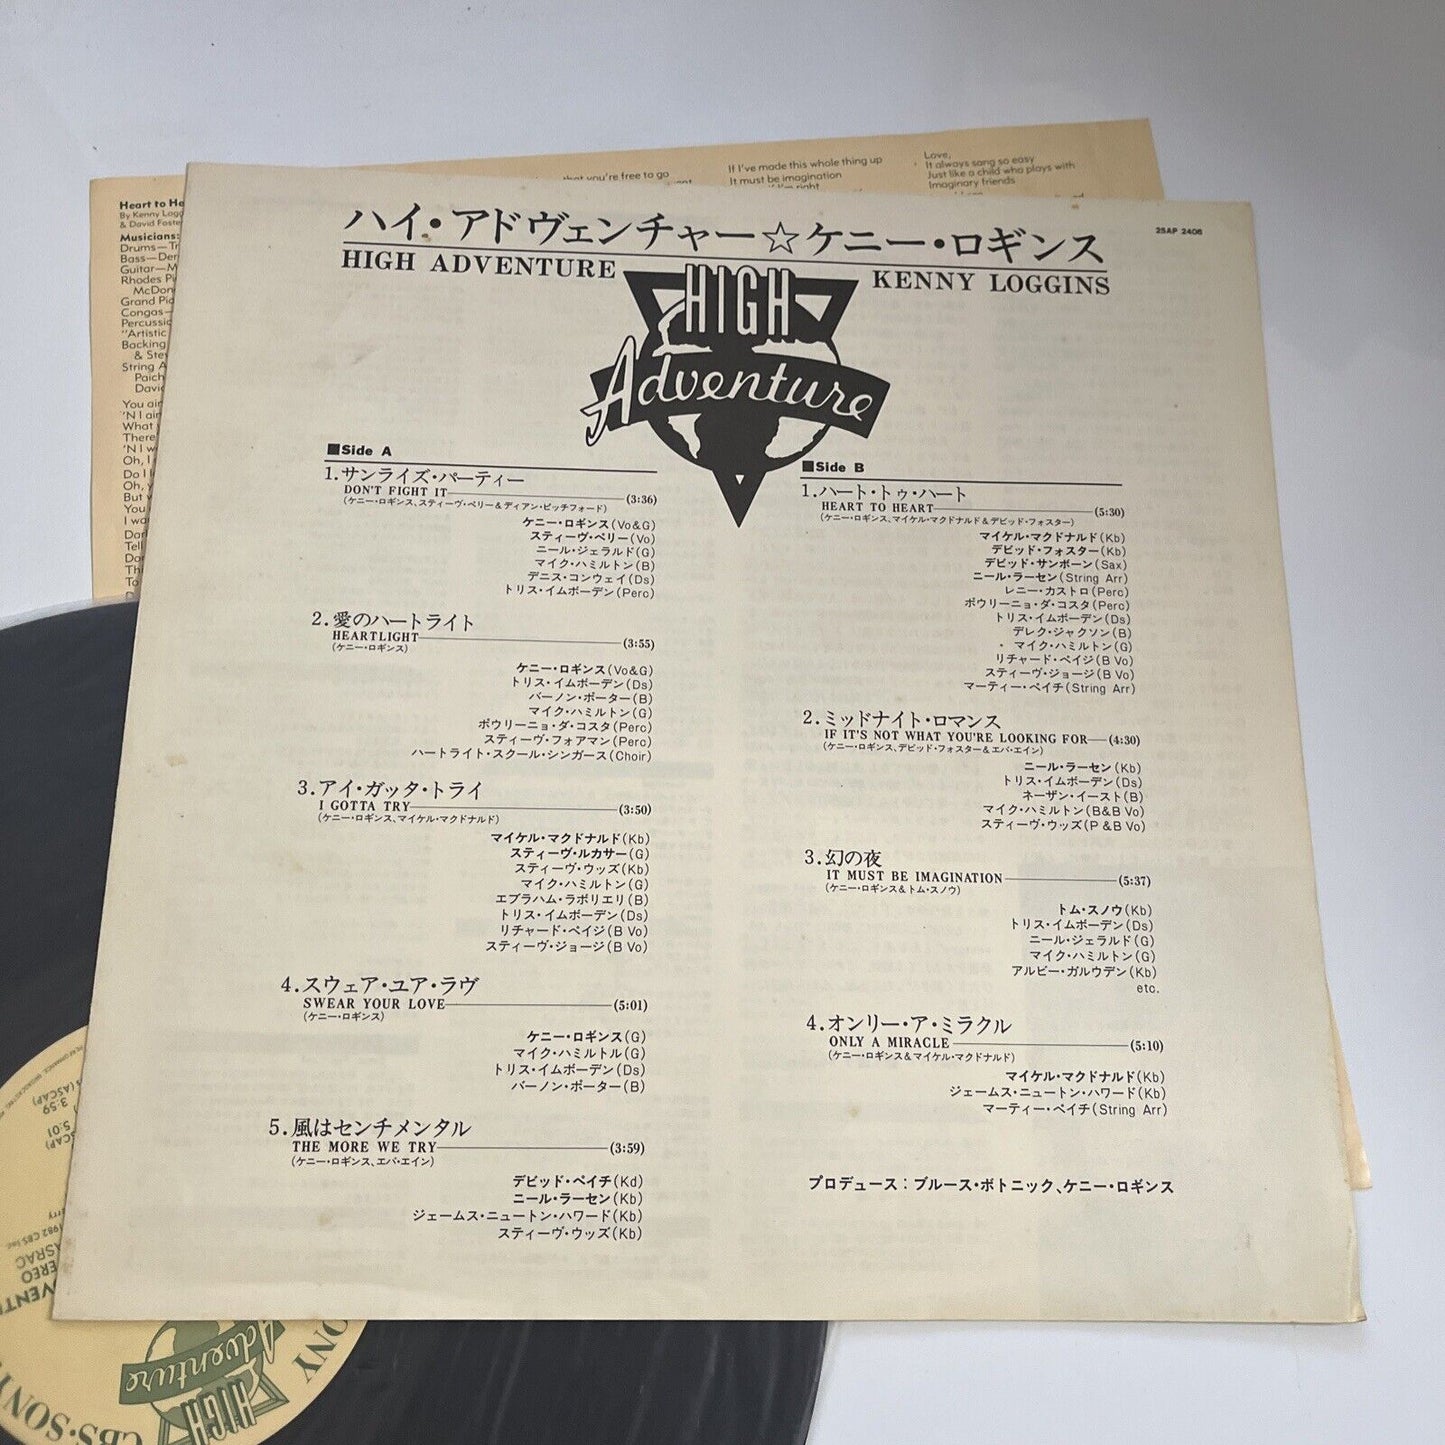 ハイ・アドヴェンチャー☆ケニー・ロギンス
25AP 2406
HIGH ADVENTURE
KENNY LOGGINS
HIGH
Adventure
■Side A
1.サンライズ・パーティー
DON'T FIGHT IT (3:36)
(ケニー・ロギンス、スティーヴ・ペリー&ディアン・ピッチフォード)
ケニー・ロギンス(Vo&G)
スティーヴ・ペリー(Vo)
ニール・ジェラルド(G)
マイク・ハミルトン(B)
デニス・コンウェイ(Ds)
トリス・イムボーデン(Perc)
2.愛のハートライト
HEARTLIGHT (3:55)
(ケニー・ロギンス)
ケニー・ロギンス(Vo&G)
トリス・イムボーデン(Ds)
バーノン・ポーター(B)
マイク・ハミルトン(G)
ポウリーニョ・ダ・コスタ(Perc)
スティーヴ・フォアマン(Perc)
ハートライト・スクール・シンガース(Choir)
3.アイ・ガッタ・トライ
I GOTTA TRY (3:50)
(ケニー・ロギンス、マイケル・マクドナルド)
マイケル・マクドナルド(Kb)
スティーヴ・ルカサー(G)
スティーヴ・ウッズ(Kb)
マイク・ハミルトン(G)
エブラハム・ラボリエリ(B)
トリス・イムボーデン(Ds)
リチャード・ペイジ(B Vo)
スティーヴ・ジョージ(B Vo)
4.スウェア・ユア・ラヴ
SWEAR YOUR LOVE (5:01)
(ケニー・ロギンス)
ケニー・ロギンス(G)
マイク・ハミルトル(G)
トリス・イムボーデン(Ds)
バーノン・ポーター(B)
5.風はセンチメンタル
THE MORE WE TRY (3:59)
(ケニー・ロギンス、エバ・エイン)
デビッド・ペイチ(Kd)
ニール・ラーセン(Kb)
ジェームス・ニュートン・ハワード(Kb)
スティーヴ・ウッズ(Kb)
■Side B
1.ハート・トゥ・ハート
HEART TO HEART (5:30)
(ケニー・ロギンス、マイケル・マクドナルド&デビッド・フォスター)
マイケル・マクドナルド(Kb)
デビッド・フォスター(Kb)
デビッド・サンボーン(Sax)
ニール・ラーセン(String Arr)
レニー・カストロ(Perc)
ポウリーニョ・ダ・コスタ(Perc)
トリス・イムボーデン(Ds)
デレク・ジャクソン(B)
マイク・ハミルトン(G)
リチャード・ペイジ(B Vo)
スティーヴ・ジョージ(B Vo)
マーティー・ペイチ(String Arr)
2.ミッドナイト・ロマンス
IF IT'S NOT WHAT YOU'RE LOOKING FOR (4:30)
(ケニー・ロギンス、デビッド・フォスター&エバ・エイン)
ニール・ラーセン(Kb)
トリス・イムボーデン(Ds)
ネーザン・イースト(B)
マイク・ハミルトン(B&B Vo)
スティーヴ・ウッズ(P&B Vo)
3.幻の夜
IT MUST BE IMAGINATION (5:37)
(ケニー・ロギンス&トム・スノウ)
トム・スノウ(Kb)
トリス・イムボーデン(Ds)
ニール・ジェラルド(G)
マイク・ハミルトン(G)
アルビー・ガルウデン(Kb)
etc.
4.オンリー・ア・ミラクル
ONLY A MIRACLE (5:10)
(ケニー・ロギンス&マイケル・マクドナルド)
マイケル・マクドナルド(Kb)
ジェームス・ニュートン・ハワード(Kb)
マーティー・ペイチ(String Arr)
プロデュース：ブルース・ボトニック、ケニー・ロギンス
Heart to He
By Kenny Logg
& David Foste
Musicians:
Drums—Tr
Bass—Der
Guitar—M
Rhodes Pi
McDon
Grand Pia
Congas—
Percussic
"Artistic
Backing
& Ste
String A
Paich
David
You ain
'N I ain
What
There
'N I w
Oh, I
Do I l
Oh, y
But y
You
I wa
Dar
Tell
Do
Thi
To
that you're free to go
If I've made this whole thing up
It must be imagination
Love,
It always sang so easy
Just like a child who plays with
Imaginary friends
(ASCAP)
3:59
5:01
1982 CBS Inc.
JASRAC
STEREO
HIGH
Adventure
CBS·SONY